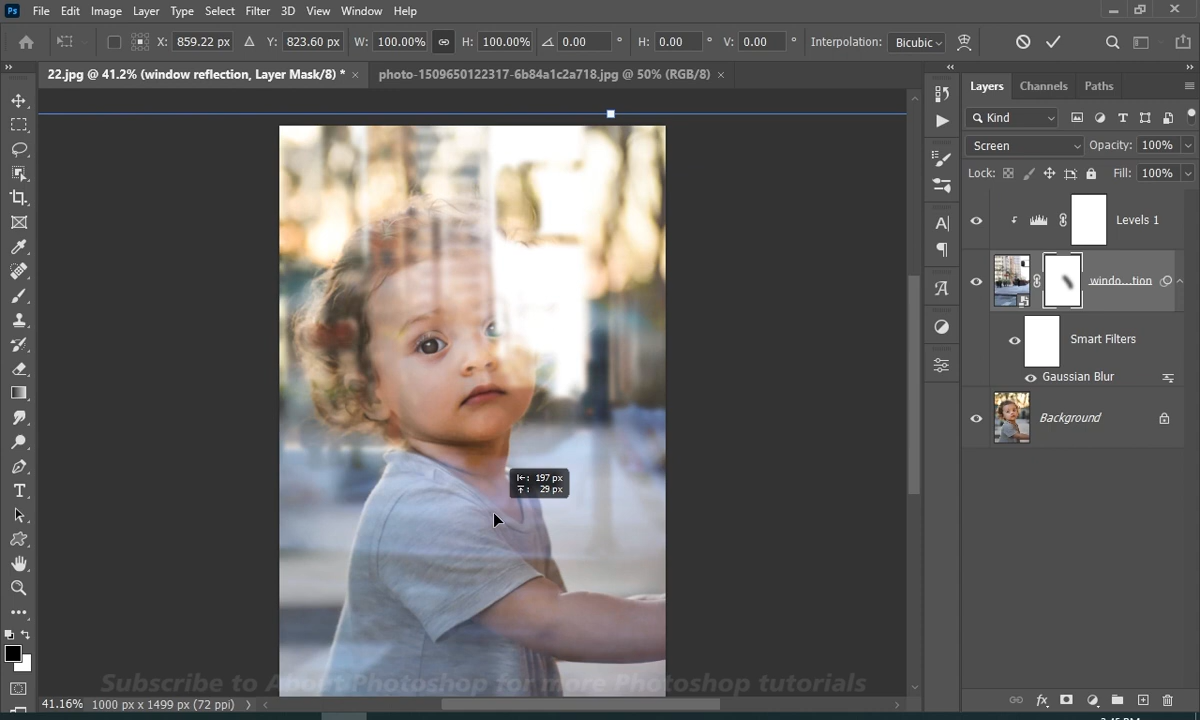 Ps File Edit Image Layer Type Select Filter 3D View Window Help
X: 859.22 px Δ Y: 823.60 px W: 100.00% H: 100.00% 0.00 ° H: 0.00 ° V: 0.00 ° Interpolation: Bicubic
22.jpg @ 41.2% (window reflection, Layer Mask/8) * × photo-1509650122317-6b84a1c2a718.jpg @ 50% (RGB/8) ×
Layers Channels Paths
Kind
Screen Opacity: 100%
Lock: Fill: 100%
Levels 1
windo...tion
Smart Filters
Gaussian Blur
Background
197 px
29 px
Subscribe to About Photoshop for more Photoshop tutorials
41.16% 1000 px x 1499 px (72 ppi)